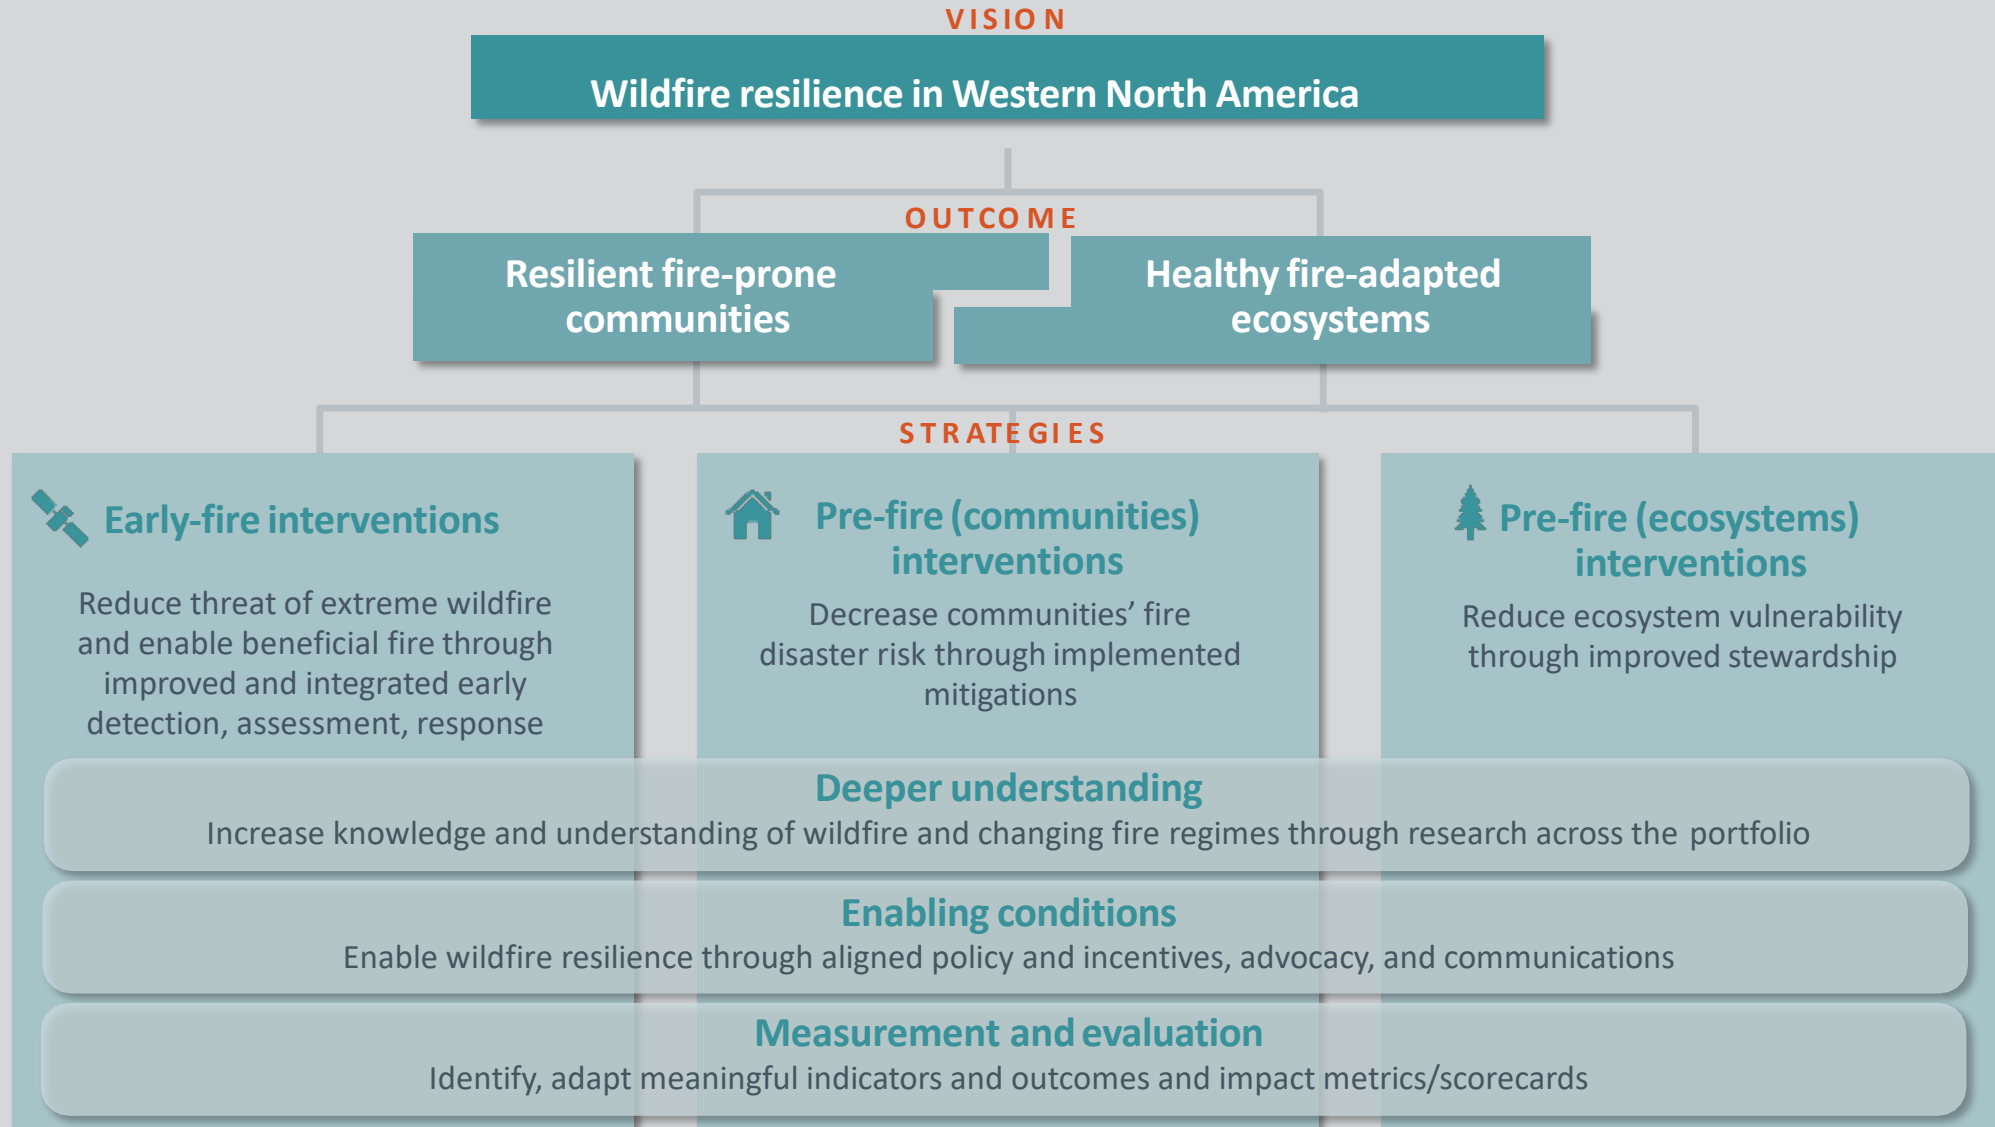 VISION
Wildfire resilience in Western North America
OUTCOME
Resilient fire-prone
communities
Healthy fire-adapted
ecosystems
STRATEGIES
Early-fire interventions
Reduce threat of extreme wildfire
and enable beneficial fire through
improved and integrated early
detection, assessment, response
Pre-fire (communities)
interventions
Decrease communities’ fire
disaster risk through implemented
mitigations
Pre-fire (ecosystems)
interventions
Reduce ecosystem vulnerability
through improved stewardship
Deeper understanding
Increase knowledge and understanding of wildfire and changing fire regimes through research across the portfolio
Enabling conditions
Enable wildfire resilience through aligned policy and incentives, advocacy, and communications
Measurement and evaluation
Identify, adapt meaningful indicators and outcomes and impact metrics/scorecards